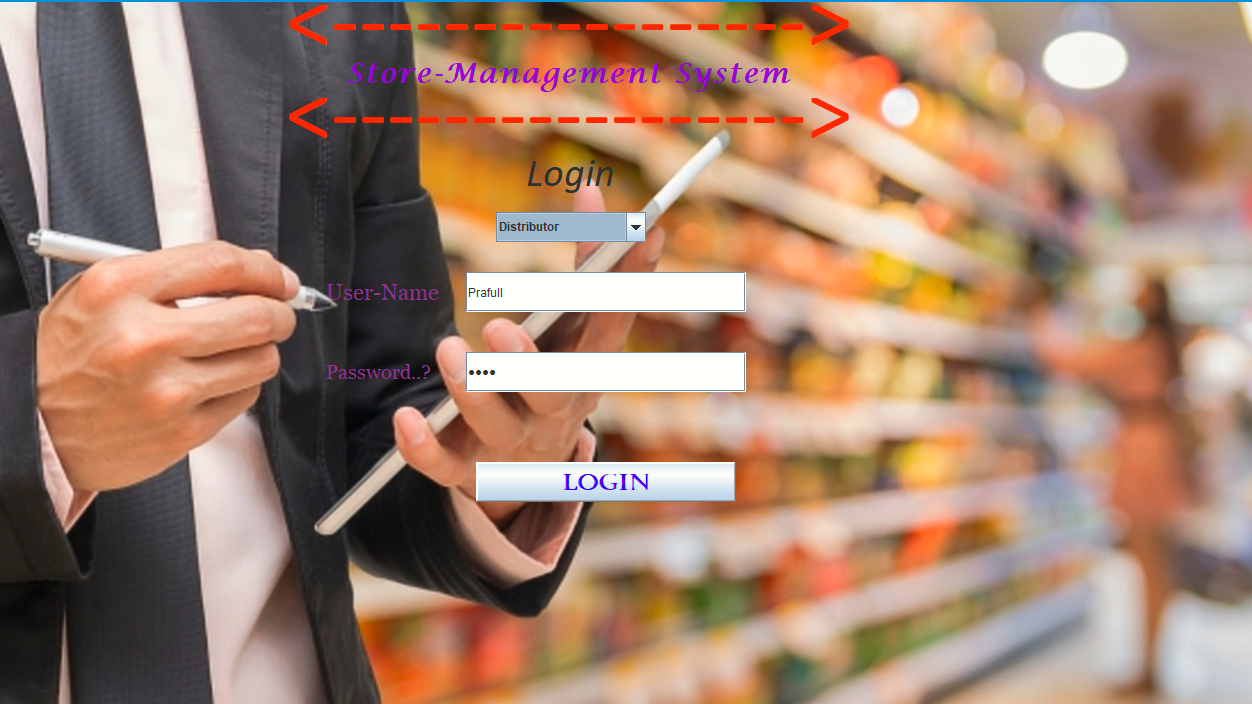 <-------------------->
Store-Management System
<-------------------->
Login
Distributor
User-Name Prafull
Password..? ••••
LOGIN